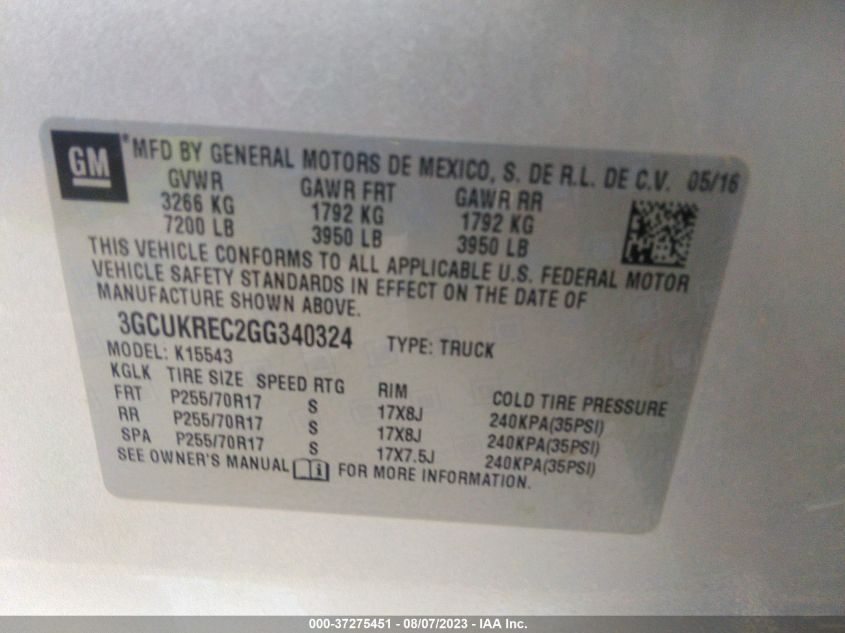 GM
MFD BY GENERAL MOTORS DE MEXICO, S. DE R.L. DE C.V. 05/16
GVWR GAWR FRT GAWR RR
3266 KG 1792 KG 1792 KG
7200 LB 3950 LB 3950 LB
THIS VEHICLE CONFORMS TO ALL APPLICABLE U.S. FEDERAL MOTOR
VEHICLE SAFETY STANDARDS IN EFFECT ON THE DATE OF
MANUFACTURE SHOWN ABOVE.
3GCUKREC2GG340324 TYPE: TRUCK
MODEL: K15543
KGLK TIRE SIZE SPEED RTG RIM COLD TIRE PRESSURE
FRT P255/70R17 S 17X8J 240KPA(35PSI)
RR P255/70R17 S 17X8J 240KPA(35PSI)
SPA P255/70R17 S 17X7.5J 240KPA(35PSI)
SEE OWNER'S MANUAL i FOR MORE INFORMATION.
000-37275451 - 08/07/2023 - IAA Inc.